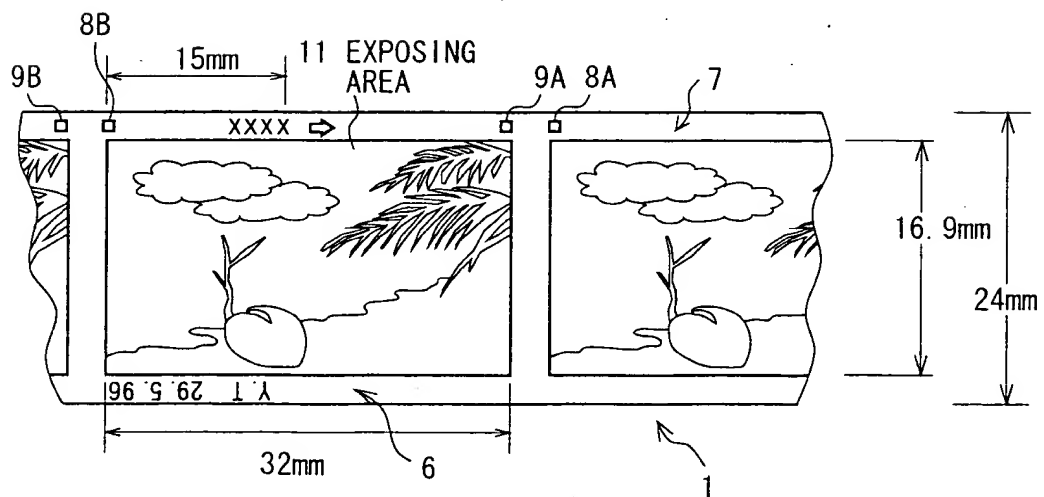 8B
15mm
11 EXPOSING AREA
9B
9A 8A
7
XXXX ⇨
16.9mm
24mm
Y.T 29.5.96
32mm
6
1